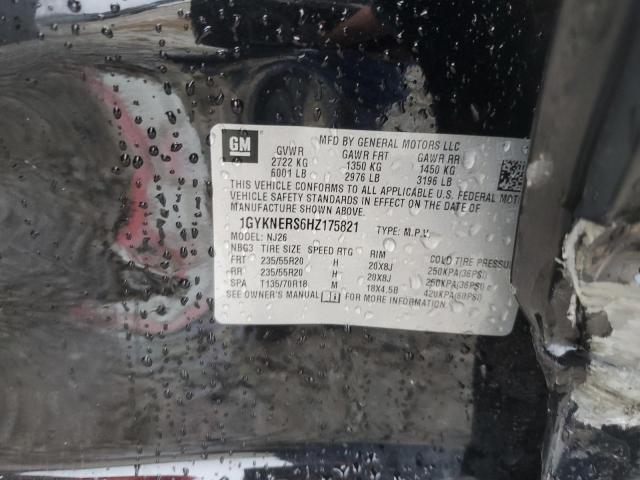 GM
MFD BY GENERAL MOTORS LLC
GVWR GAWR FRT GAWR RR
2722 KG 1350 KG 1450 KG
6001 LB 2976 LB 3196 LB
THIS VEHICLE CONFORMS TO ALL APPLICABLE U.S. FEDERAL MOT
VEHICLE SAFETY STANDARDS IN EFFECT ON THE DATE OF
MANUFACTURE SHOWN ABOVE.
1GYKNERS6HZ175821 TYPE: M.P.V.
MODEL: NJ26
NBG3 TIRE SIZE SPEED RTG RIM COLD TIRE PRESSU
FRT 235/55R20 H 20X8J 250KPA(36PSI)
RR 235/55R20 H 20X8J 250KPA(36PSI)
SPA T135/70R18 M 18X4.5B 420KPA(60PSI)
SEE OWNER'S MANUAL FOR MORE INFORMATION.